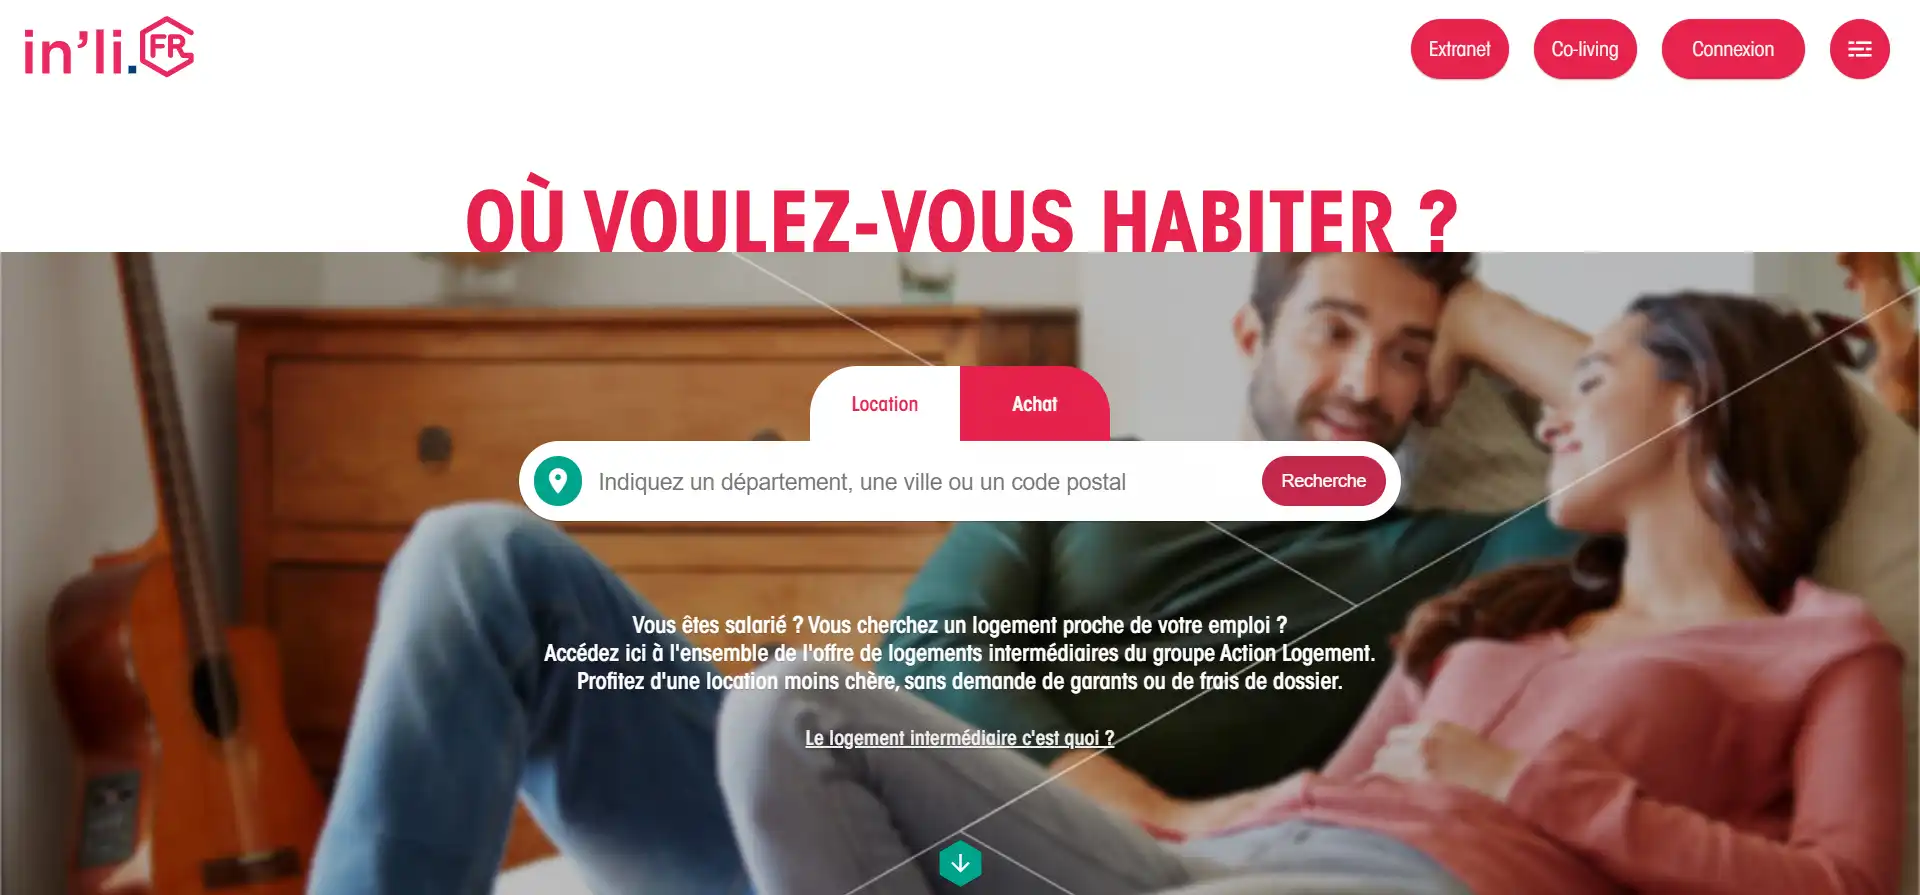 in'li. FR
Extranet
Co-living
Connexion
OÙ VOULEZ-VOUS HABITER ?
Location
Achat
Indiquez un département, une ville ou un code postal
Recherche
Vous êtes salarié ? Vous cherchez un logement proche de votre emploi ?
Accédez ici à l'ensemble de l'offre de logements intermédiaires du groupe Action Logement.
Profitez d'une location moins chère, sans demande de garants ou de frais de dossier.
Le logement intermédiaire c'est quoi ?